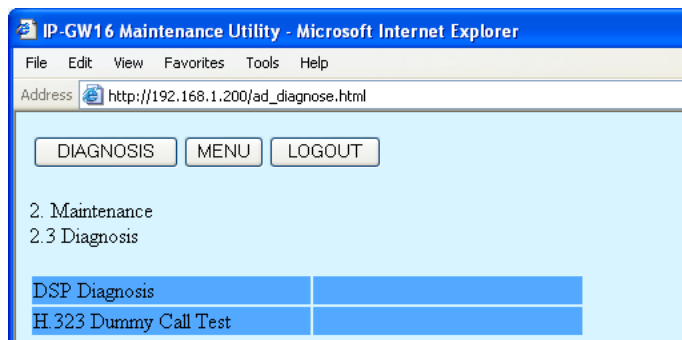 IP-GW16 Maintenance Utility - Microsoft Internet Explorer
File Edit View Favorites Tools Help
Address http://192.168.1.200/ad_diagnose.html
DIAGNOSIS MENU LOGOUT
2. Maintenance
2.3 Diagnosis
DSP Diagnosis
H.323 Dummy Call Test